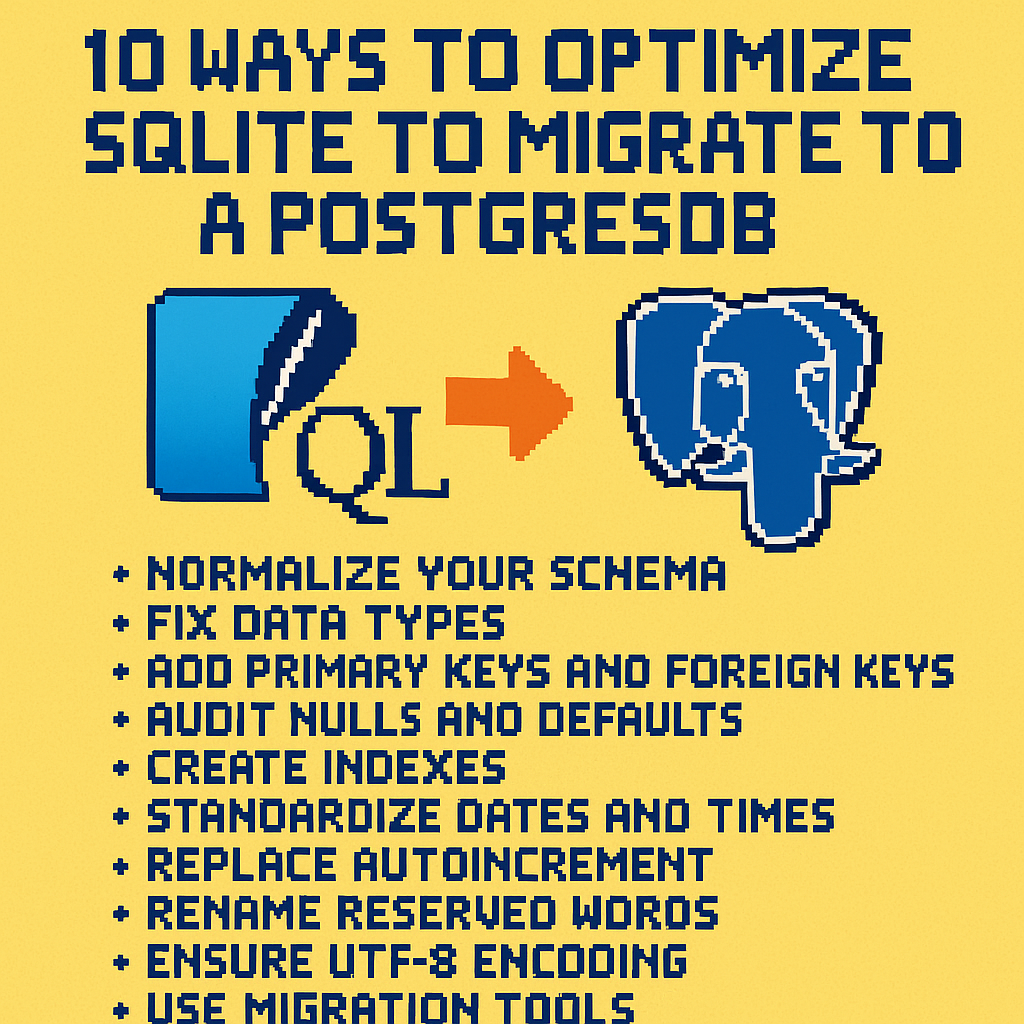 10 WAYS TO OPTIMIZE
SQLITE TO MIGRATE TO
A POSTGRESDB
QL
+ NORMALIZE YOUR SCHEMA
+ FIX DATA TYPES
+ ADD PRIMARY KEYS AND FOREIGN KEYS
+ AUDIT NULLS AND DEFAULTS
+ CREATE INDEXES
+ STANDARDIZE DATES AND TIMES
+ REPLACE AUTOINCREMENT
+ RENAME RESERVED WORDS
+ ENSURE UTF-8 ENCODING
+ USE MIGRATION TOOLS